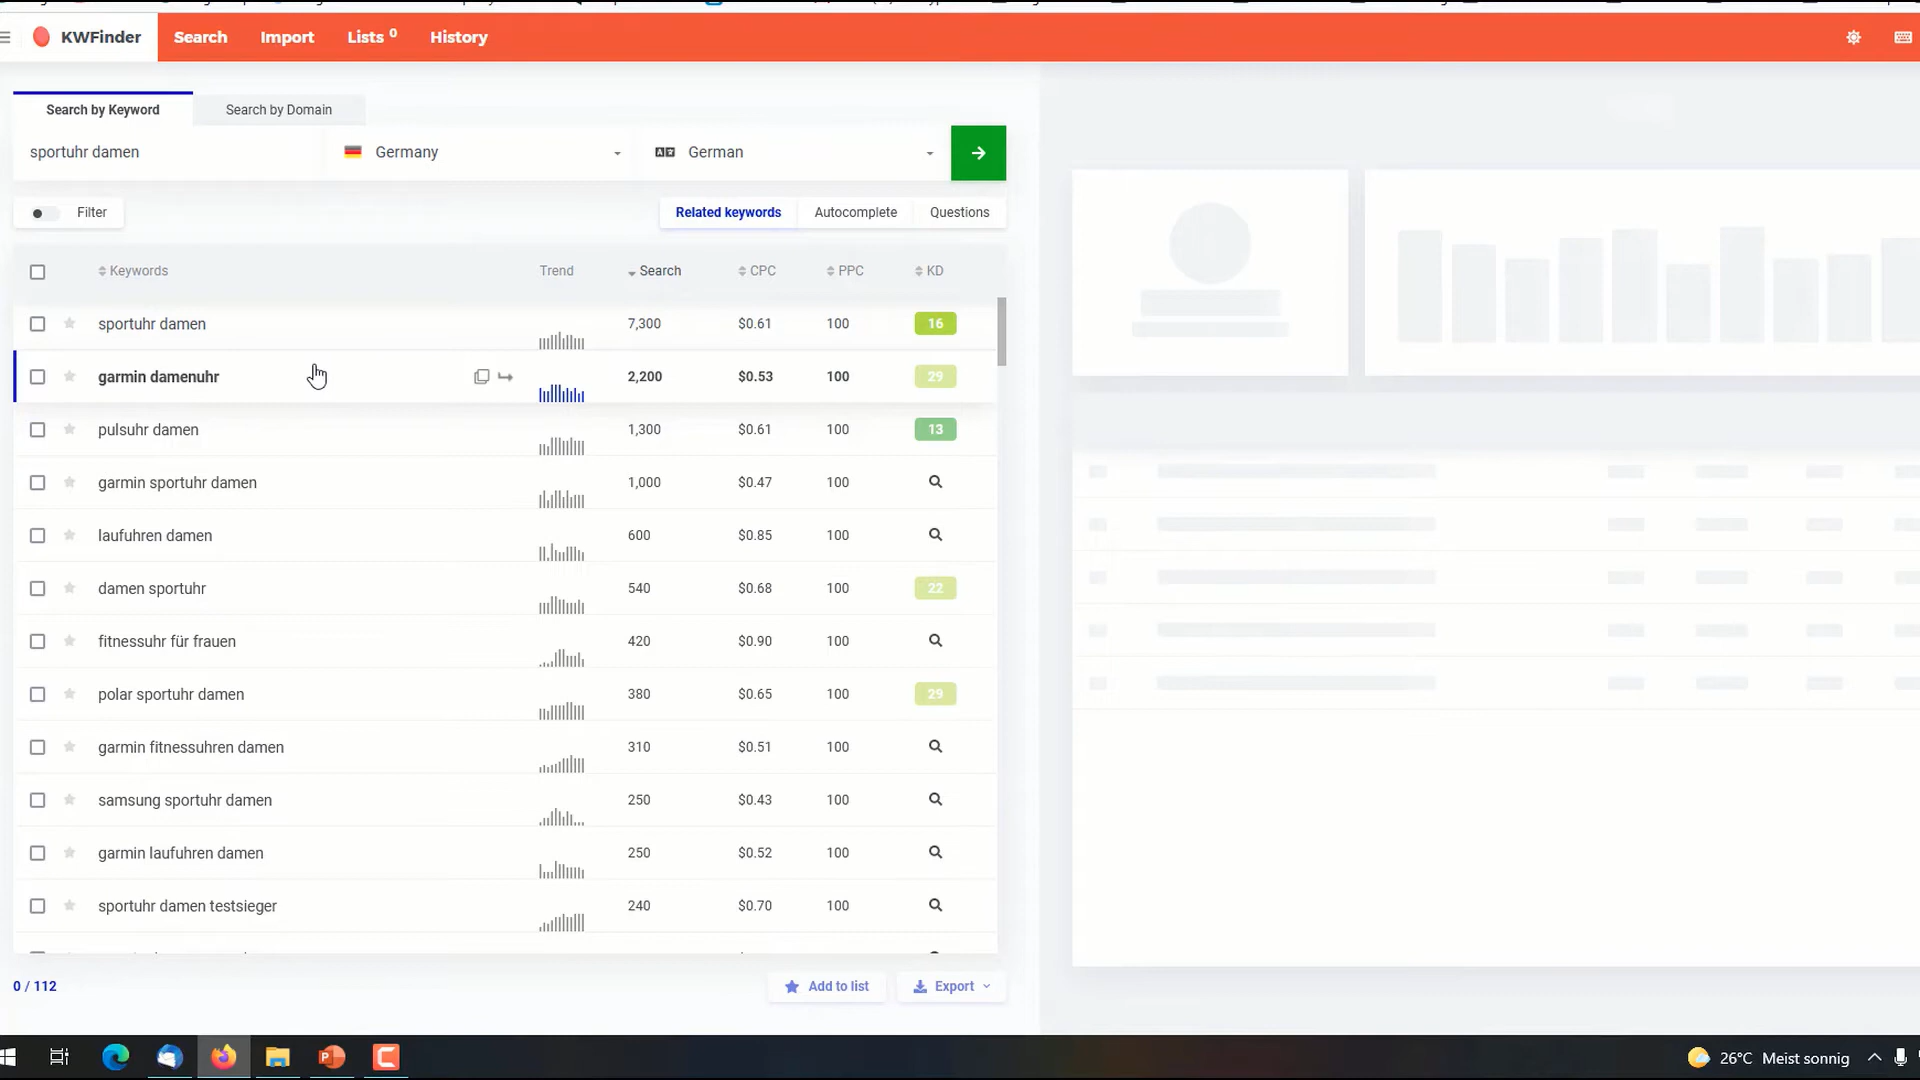 KWFinder Search Import Lists 0 History
Search by Keyword Search by Domain
sportuhr damen Germany German
Filter Related keywords Autocomplete Questions
Keywords Trend Search CPC PPC KD
sportuhr damen 7,300 $0.61 100 16
garmin damenuhr 2,200 $0.53 100 29
pulsuhr damen 1,300 $0.61 100 13
garmin sportuhr damen 1,000 $0.47 100
laufuhren damen 600 $0.85 100
damen sportuhr 540 $0.68 100 22
fitnessuhr für frauen 420 $0.90 100
polar sportuhr damen 380 $0.65 100 29
garmin fitnessuhren damen 310 $0.51 100
samsung sportuhr damen 250 $0.43 100
garmin laufuhren damen 250 $0.52 100
sportuhr damen testsieger 240 $0.70 100
0 / 112 Add to list Export
26°C Meist sonnig